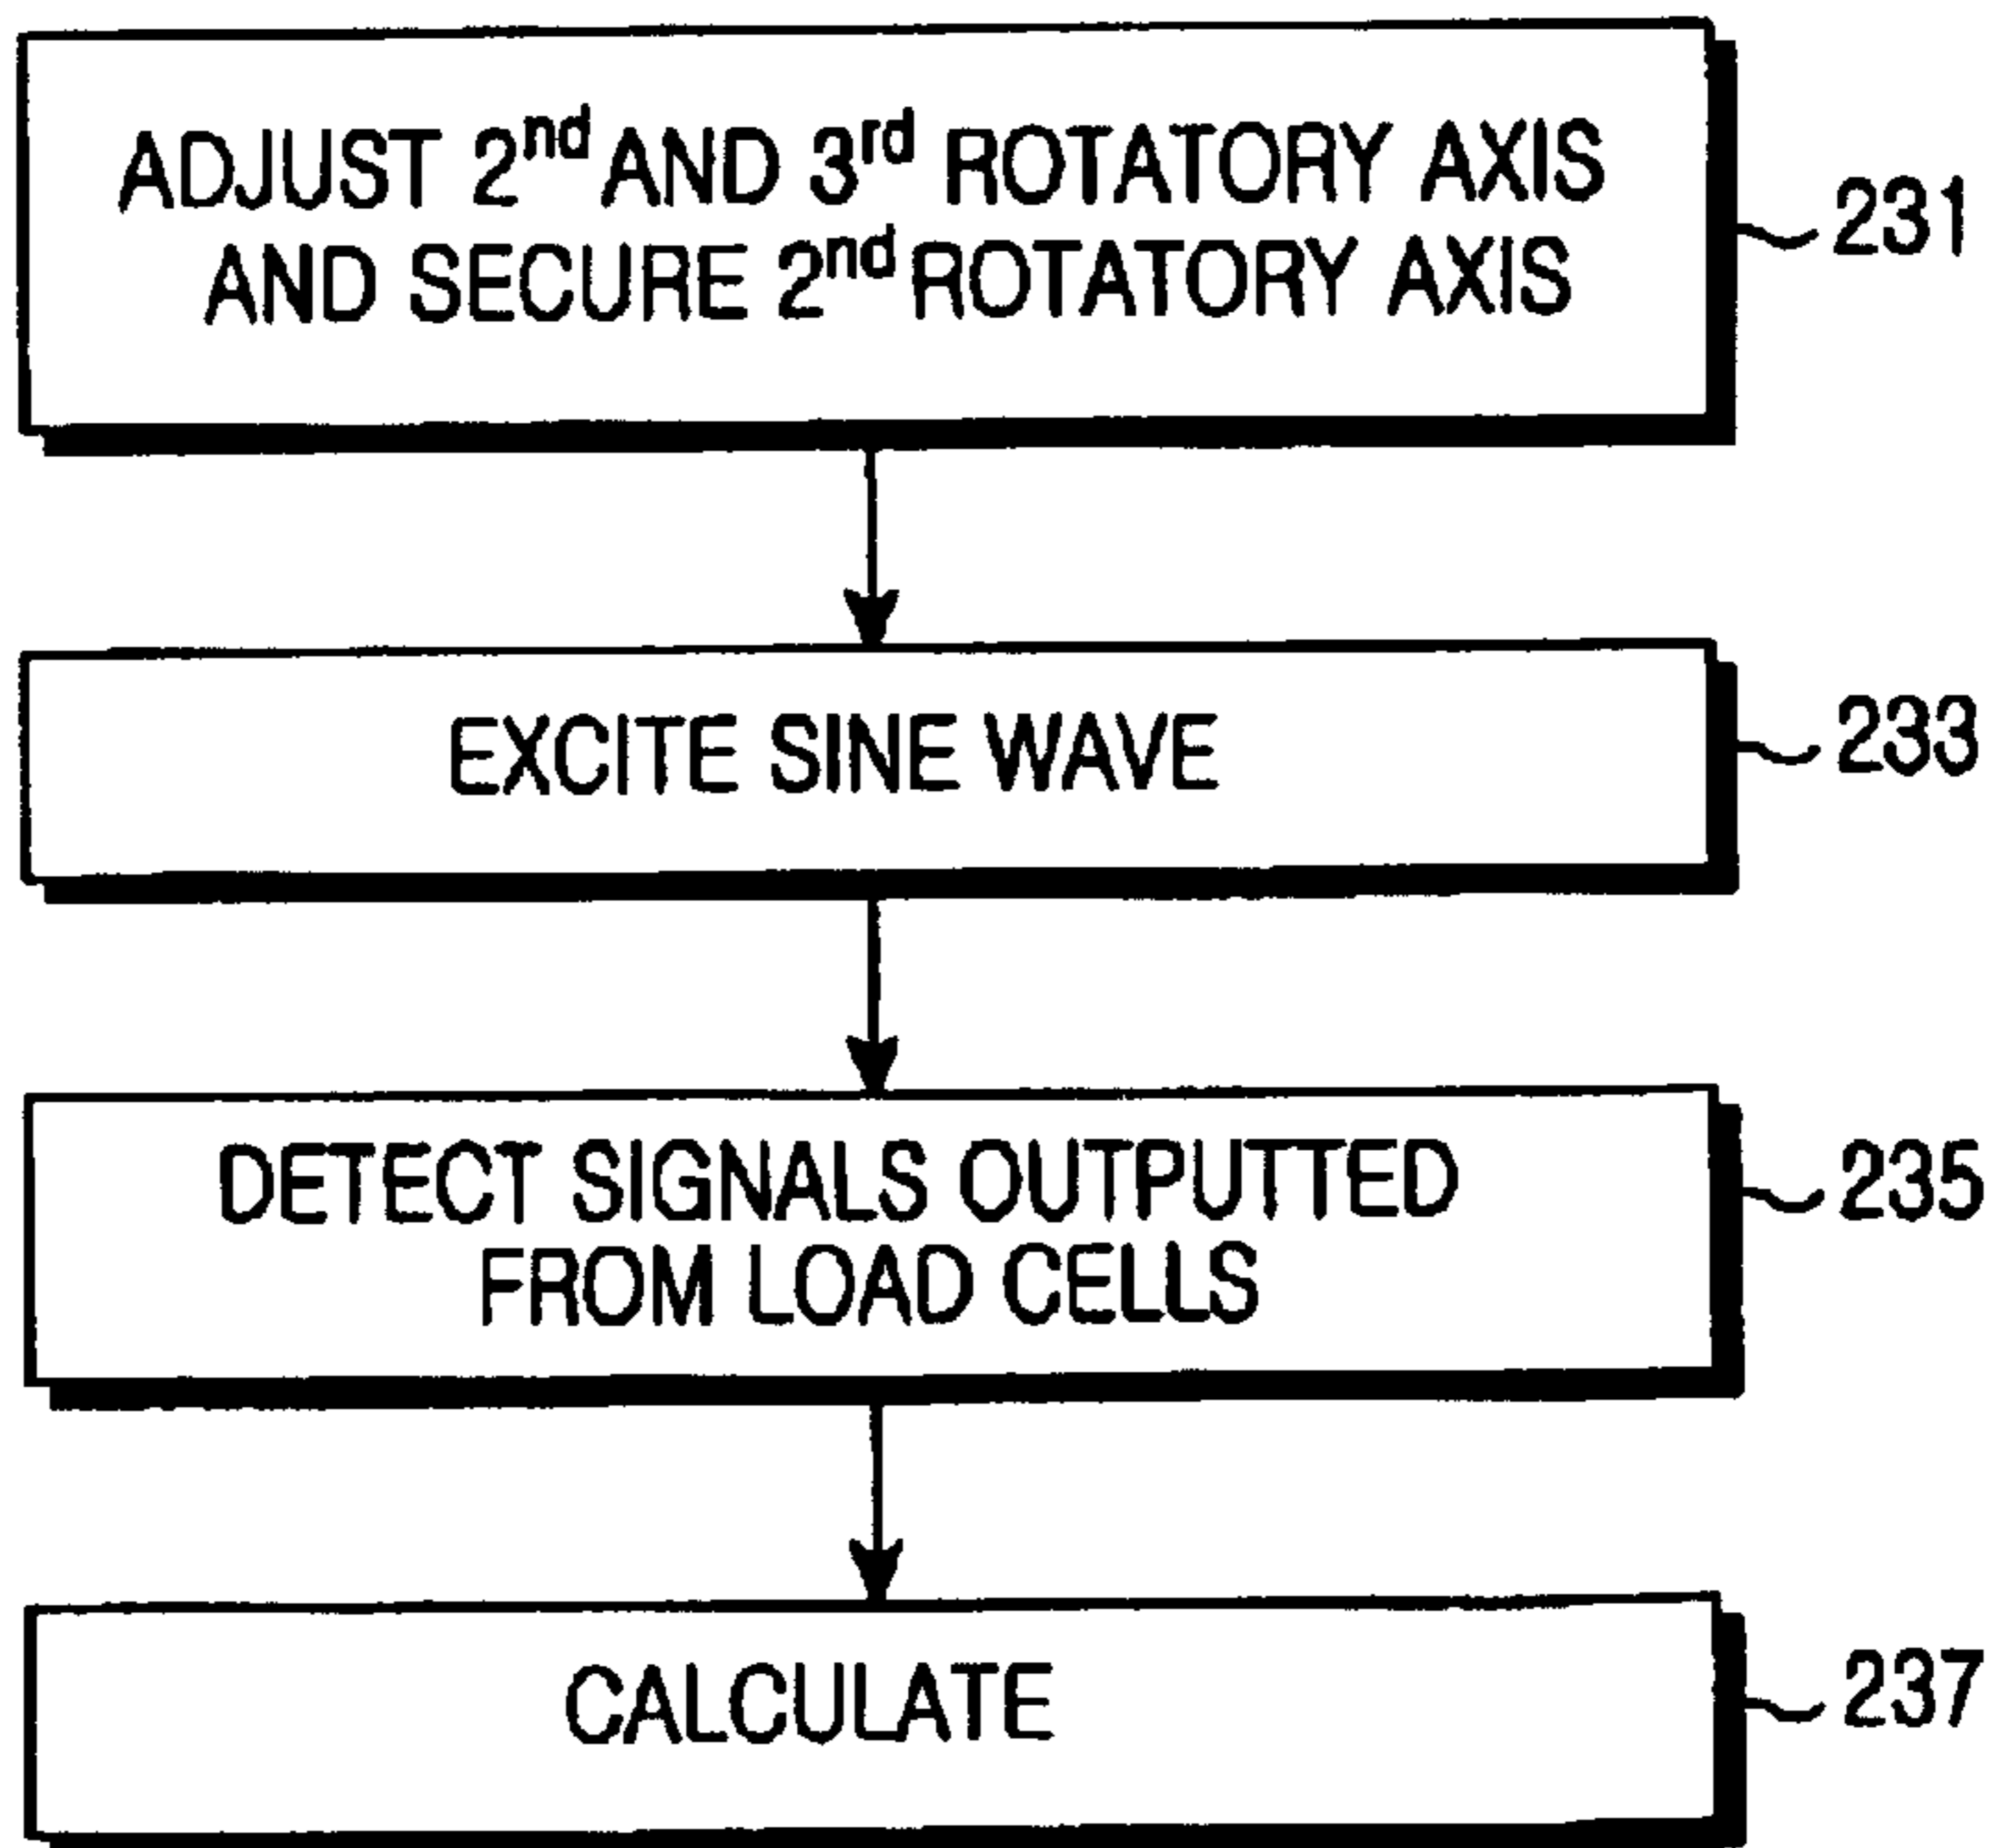 ADJUST 2nd AND 3rd ROTATORY AXIS
AND SECURE 2nd ROTATORY AXIS
231
EXCITE SINE WAVE
233
DETECT SIGNALS OUTPUTTED
FROM LOAD CELLS
235
CALCULATE
237